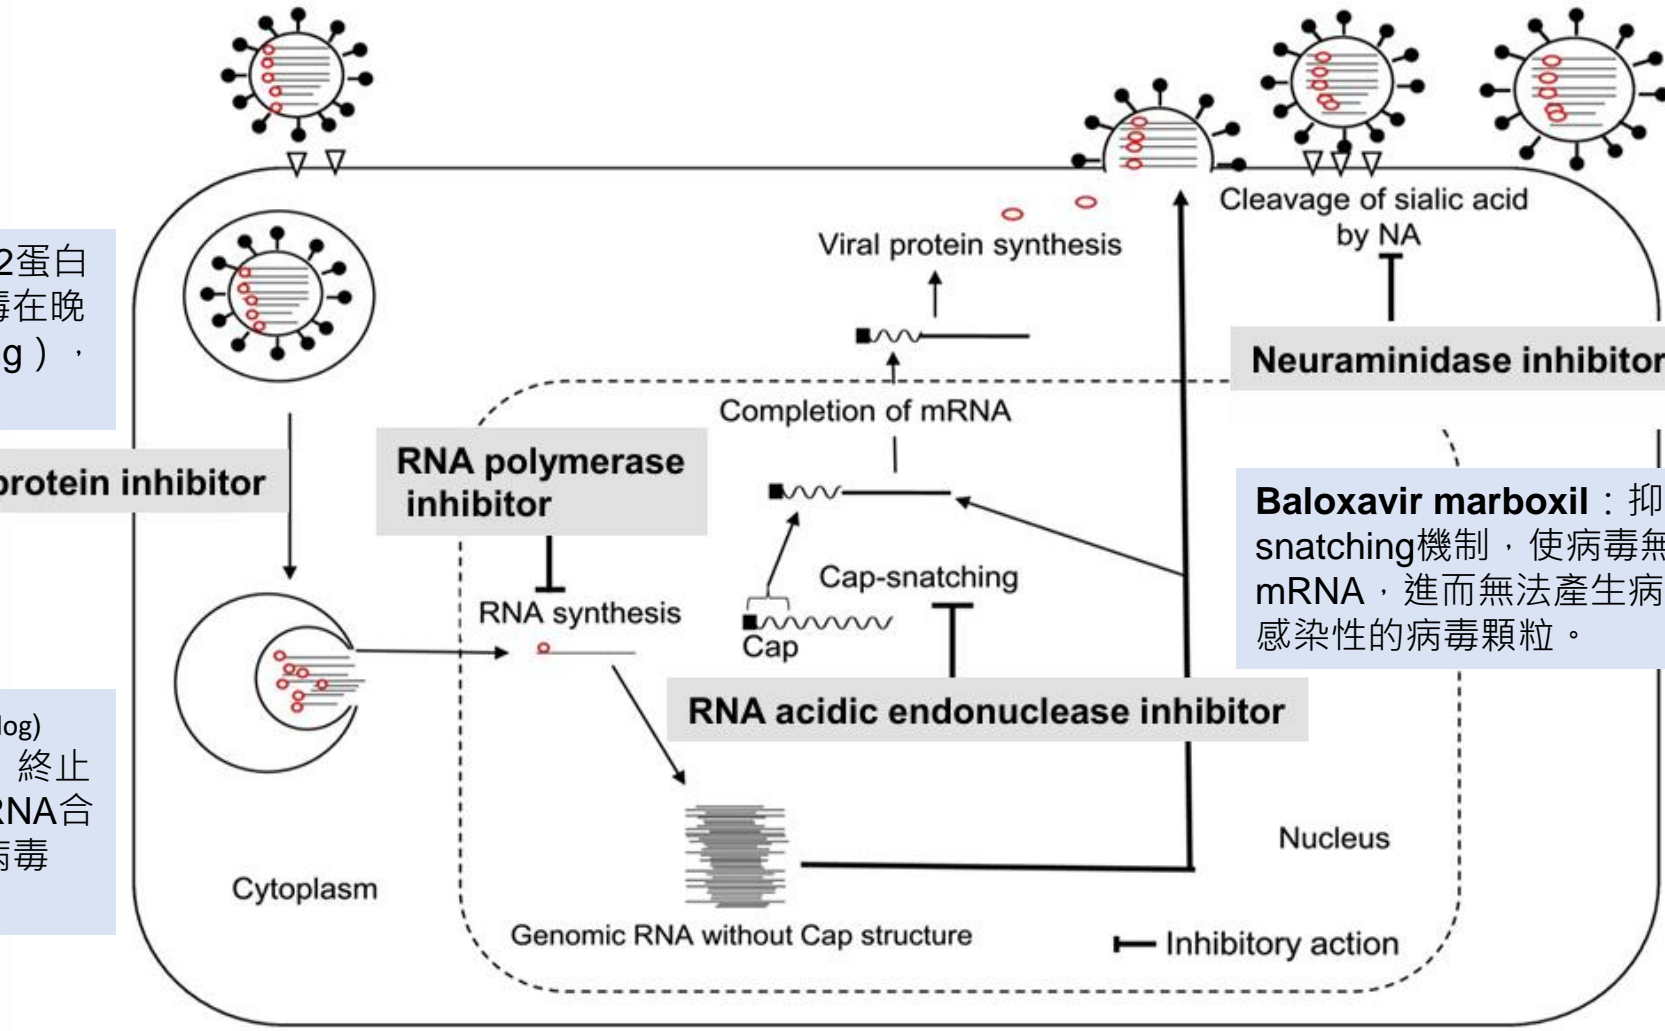 Cleavage of sialic acid
by NA
Viral protein synthesis
2蛋白
毒在晚
g），
Neuraminidase inhibitor
Completion of mRNA
protein inhibitor
RNA polymerase
inhibitor
Baloxavir marboxil：抑
snatching機制，使病毒無
mRNA，進而無法產生病
感染性的病毒顆粒。
Cap-snatching
RNA synthesis
Cap
RNA acidic endonuclease inhibitor
log)
終止
RNA合
病毒
Nucleus
Cytoplasm
Genomic RNA without Cap structure
Inhibitory action